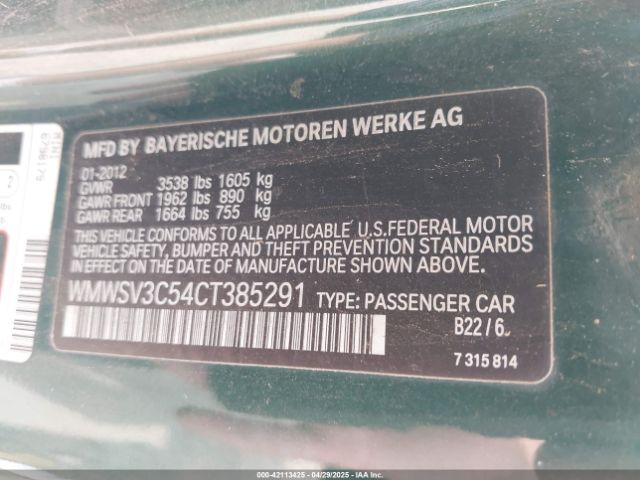 MFD BY BAYERISCHE MOTOREN WERKE AG
01-2012
GVWR 3538 lbs 1605 kg
GAWR FRONT 1962 lbs 890 kg
GAWR REAR 1664 lbs 755 kg
THIS VEHICLE CONFORMS TO ALL APPLICABLE U.S.FEDERAL MOTOR
VEHICLE SAFETY, BUMPER AND THEFT PREVENTION STANDARDS
IN EFFECT ON THE DATE OF MANUFACTURE SHOWN ABOVE.
WMWSV3C54CT385291 TYPE: PASSENGER CAR
B22/6
7 315 814
MINI
000-42113425 - 04/29/2025 - IAAI.COM